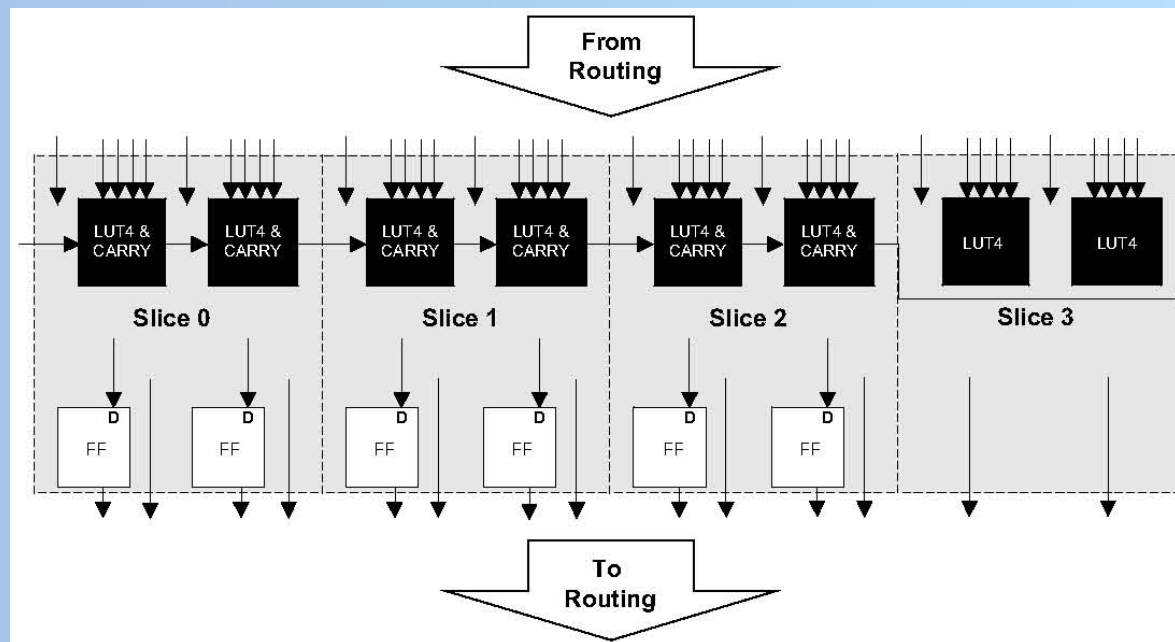 From
Routing
LUT4 &
CARRY
LUT4 &
CARRY
LUT4 &
CARRY
LUT4 &
CARRY
LUT4 &
CARRY
LUT4 &
CARRY
LUT4
LUT4
Slice 0
Slice 1
Slice 2
Slice 3
D
FF
D
FF
D
FF
D
FF
D
FF
D
FF
To
Routing